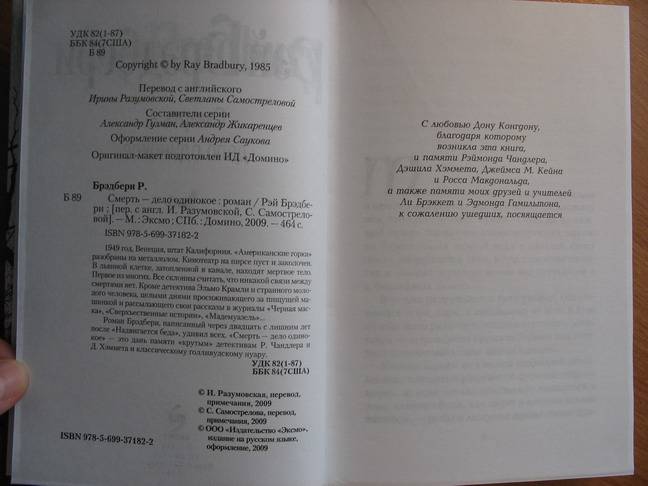 УДК 82(1-87)
ББК 84(7США)
Б 89
Copyright © by Ray Bradbury, 1985
Перевод с английского
Ирины Разумовской, Светланы Самостреловой
Составители серии
Александр Гузман, Александр Жикаренцев
Оформление серии Андрея Саукова
Оригинал-макет подготовлен ИД «Домино»
Брэдбери Р.
Б 89 Смерть — дело одинокое : роман / Рэй Брэдбе-
ри ; [пер. с англ. И. Разумовской, С. Самострело-
вой]. — М. : Эксмо ; СПб. : Домино, 2009. — 464 с.
ISBN 978-5-699-37182-2
1949 год, Венеция, штат Калифорния. «Американские горки»
разобраны на металлолом. Кинотеатр на пирсе пуст и заколочен.
В львиной клетке, затопленной в канале, находят мертвое тело.
Первое из многих. Все склонны считать, что никакой связи между
смертями нет. Кроме детектива Эльмо Крамли и странного моло-
дого человека, целыми днями просиживающего за пишущей ма-
шинкой и рассылающего свои рассказы в журналы «Черная мас-
ка», «Сверхъестественные истории», «Мадемуазель»...
Роман Брэдбери, написанный через двадцать с лишним лет
после «Надвигается беда», удивил всех. «Смерть — дело одино-
кое» — это дань памяти «крутым» детективам Р. Чандлера и
Д. Хэммета и классическому голливудскому нуару.
УДК 82(1-87)
ББК 84(7США)
© И. Разумовская, перевод,
примечания, 2009
© С. Самострелова, перевод,
примечания, 2009
© ООО «Издательство «Эксмо»,
издание на русском языке,
оформление, 2009
ISBN 978-5-699-37182-2
С любовью Дону Конгдону,
благодаря которому
возникла эта книга,
и памяти Рэймонда Чандлера,
Дэшила Хэммета, Джеймса М. Кейна
и Росса Макдональда,
а также памяти моих друзей и учителей
Ли Брэккет и Эдмонда Гамильтона,
к сожалению ушедших, посвящается